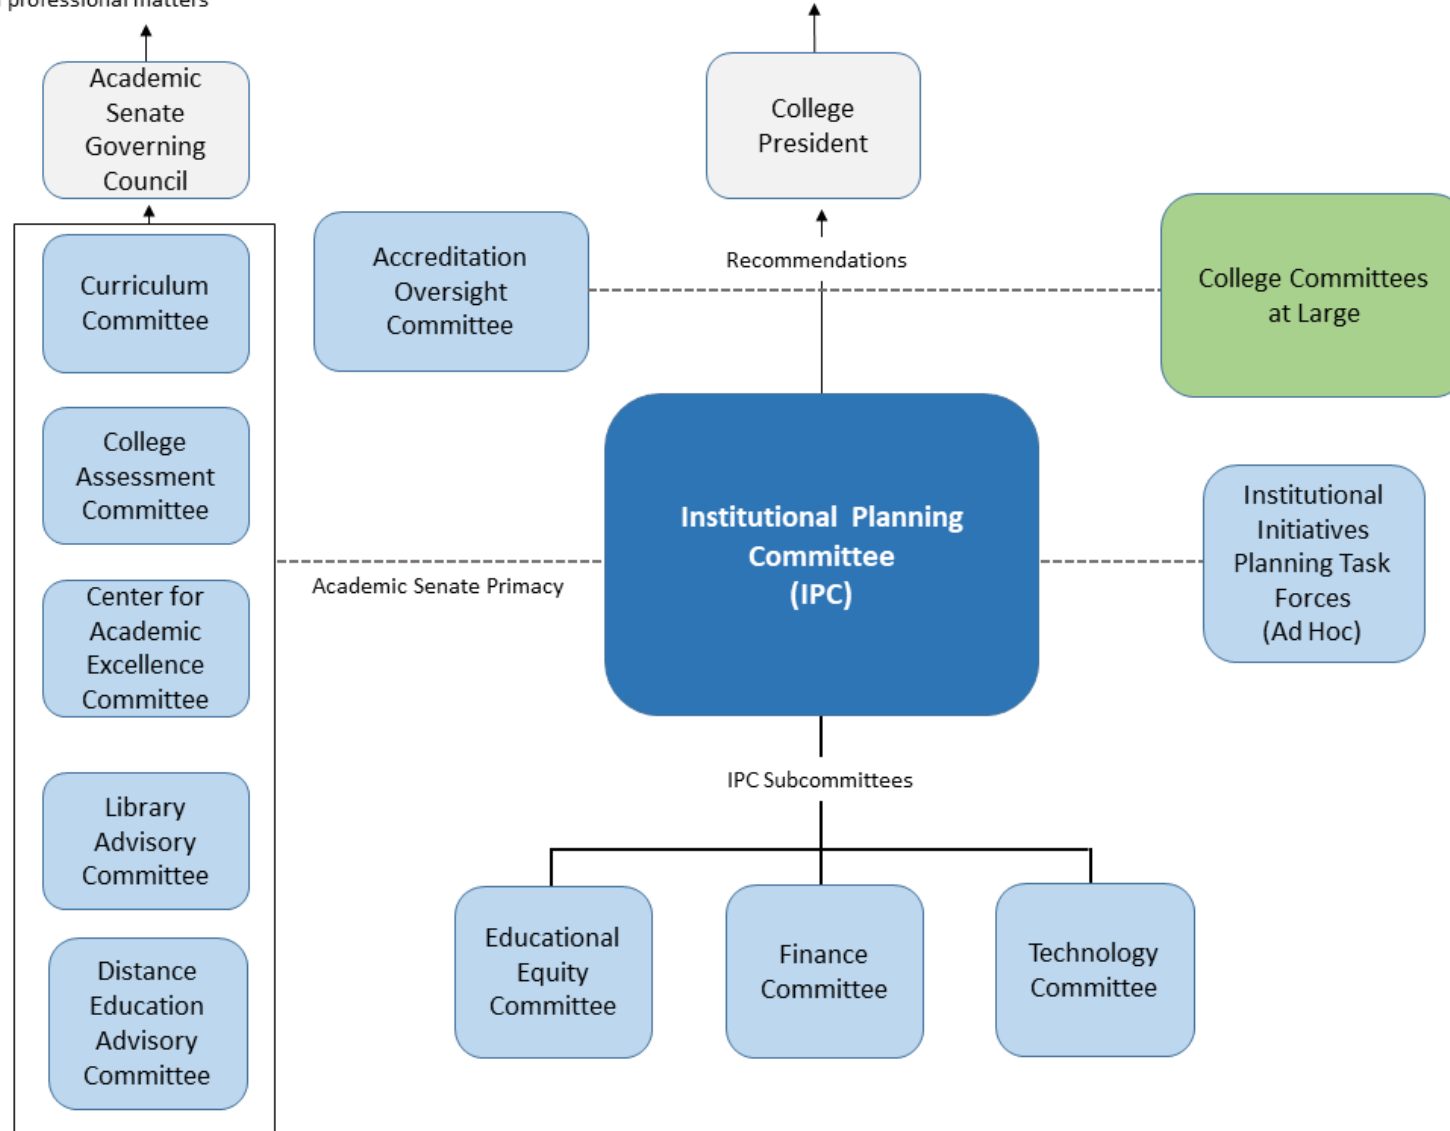 professional matters
Academic
Senate
Governing
Council
College
President
Curriculum
Committee
Accreditation
Oversight
Committee
Recommendations
College Committees
at Large
College
Assessment
Committee
Institutional Planning
Committee
(IPC)
Institutional
Initiatives
Planning Task
Forces
(Ad Hoc)
Academic Senate Primacy
Center for
Academic
Excellence
Committee
IPC Subcommittees
Library
Advisory
Committee
Educational
Equity
Committee
Finance
Committee
Technology
Committee
Distance
Education
Advisory
Committee